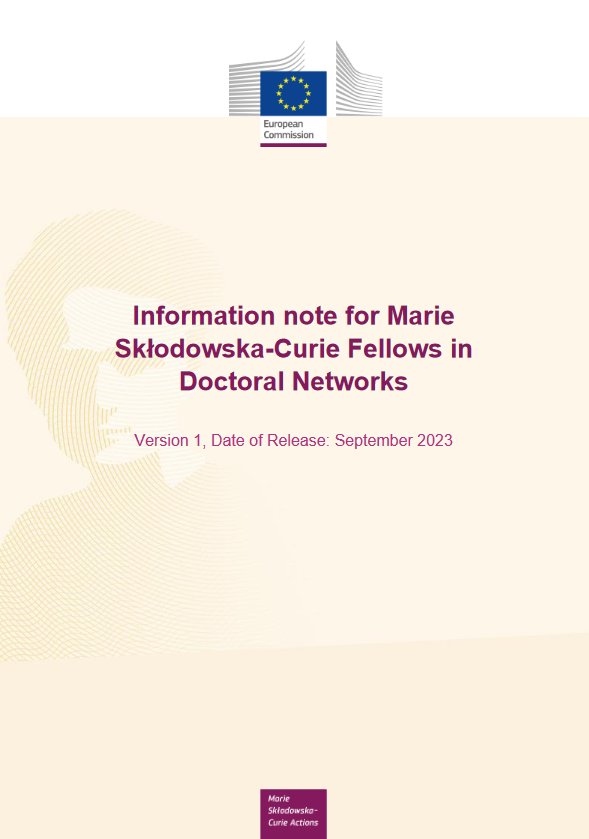 European
Commission
Information note for Marie
Skłodowska-Curie Fellows in
Doctoral Networks
Version 1, Date of Release: September 2023
Marie
Skłodowska-
Curie Actions